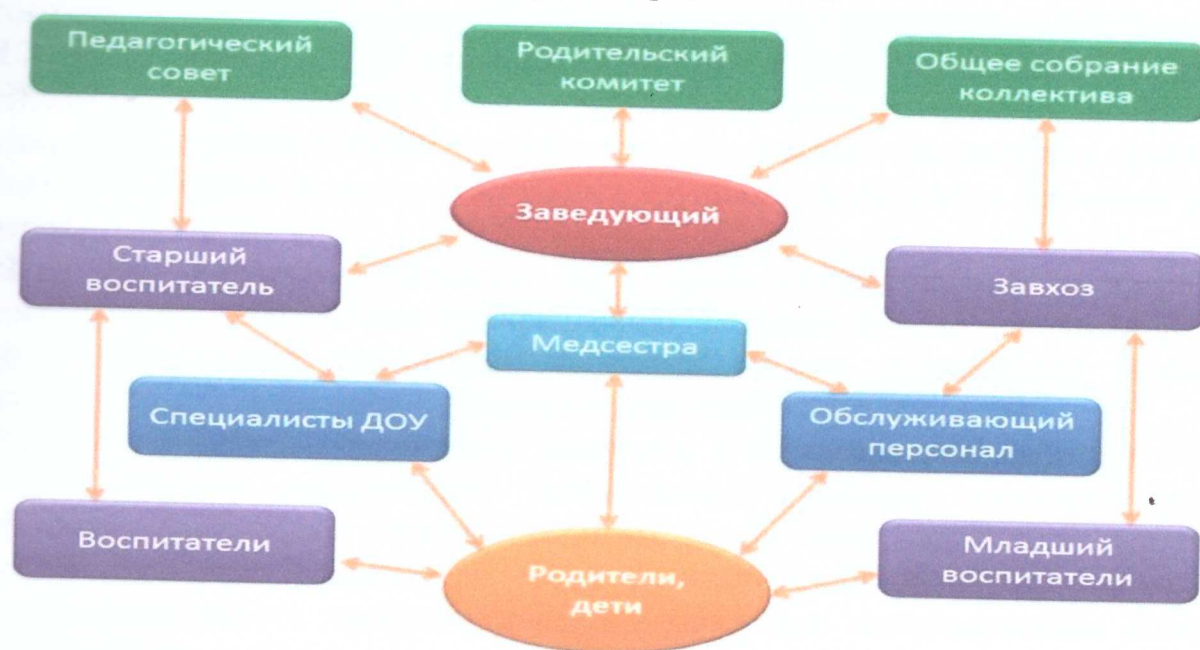 Педагогический
совет
Родительский
комитет
Общее собрание
коллектива
Заведующий
Старший
воспитатель
Завхоз
Медсестра
Специалисты ДОУ
Обслуживающий
персонал
Воспитатели
Родители,
дети
Младший
воспитатели